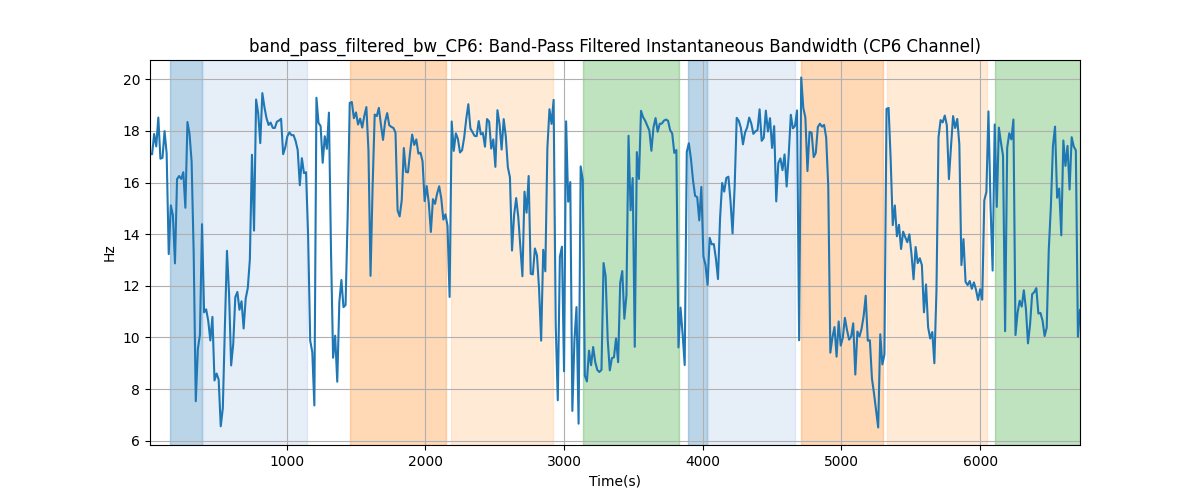 band_pass_filtered_bw_CP6: Band-Pass Filtered Instantaneous Bandwidth (CP6 Channel)
20
18
16
14
12
10
8
6
Hz
1000 2000 3000 4000 5000 6000
Time(s)